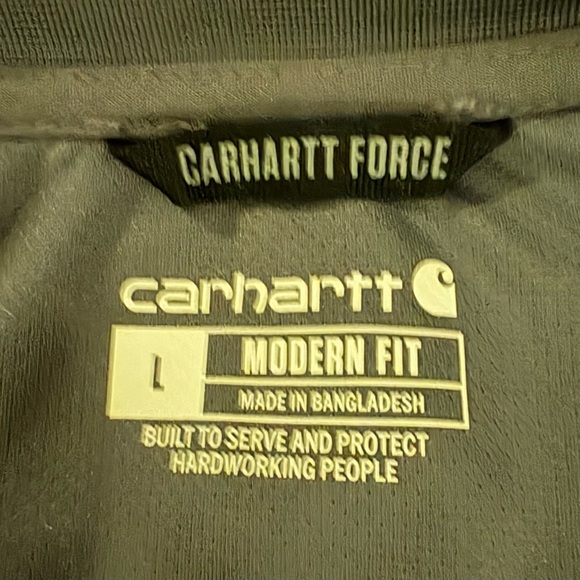 CARHARTT FORCE
carhartt
L
MODERN FIT
MADE IN BANGLADESH
BUILT TO SERVE AND PROTECT
HARDWORKING PEOPLE